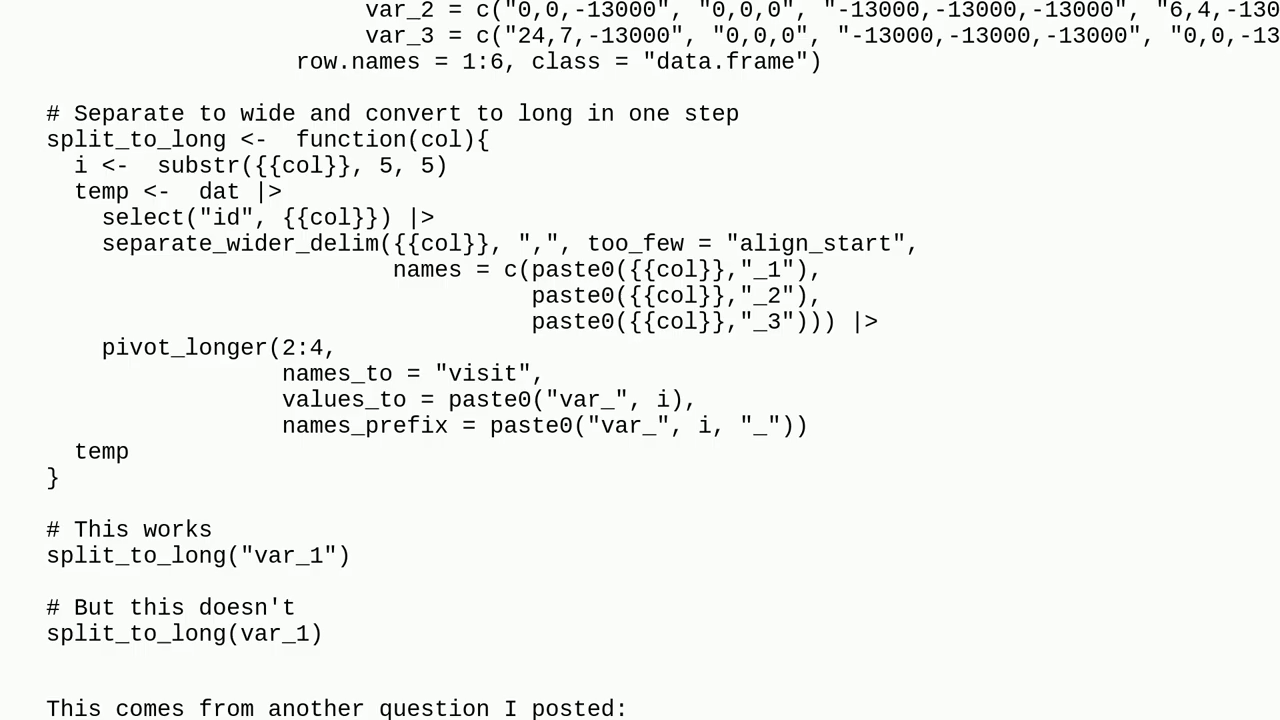 var_2 = c("0,0,-13000", "0,0,0", "-13000,-13000,-13000", "6,4,-130
var_3 = c("24,7,-13000", "0,0,0", "-13000,-13000,-13000", "0,0,-13
row.names = 1:6, class = "data.frame")
# Separate to wide and convert to long in one step
split_to_long <-  function(col){
  i <-  substr({{col}}, 5, 5)
  temp <-  dat |>
    select("id", {{col}}) |>
    separate_wider_delim({{col}}, ",", too_few = "align_start",
                         names = c(paste0({{col}},"_1"),
                                   paste0({{col}},"_2"),
                                   paste0({{col}},"_3"))) |>
    pivot_longer(2:4,
                 names_to = "visit",
                 values_to = paste0("var_", i),
                 names_prefix = paste0("var_", i, "_"))
  temp
}
# This works
split_to_long("var_1")
# But this doesn't
split_to_long(var_1)
This comes from another question I posted: